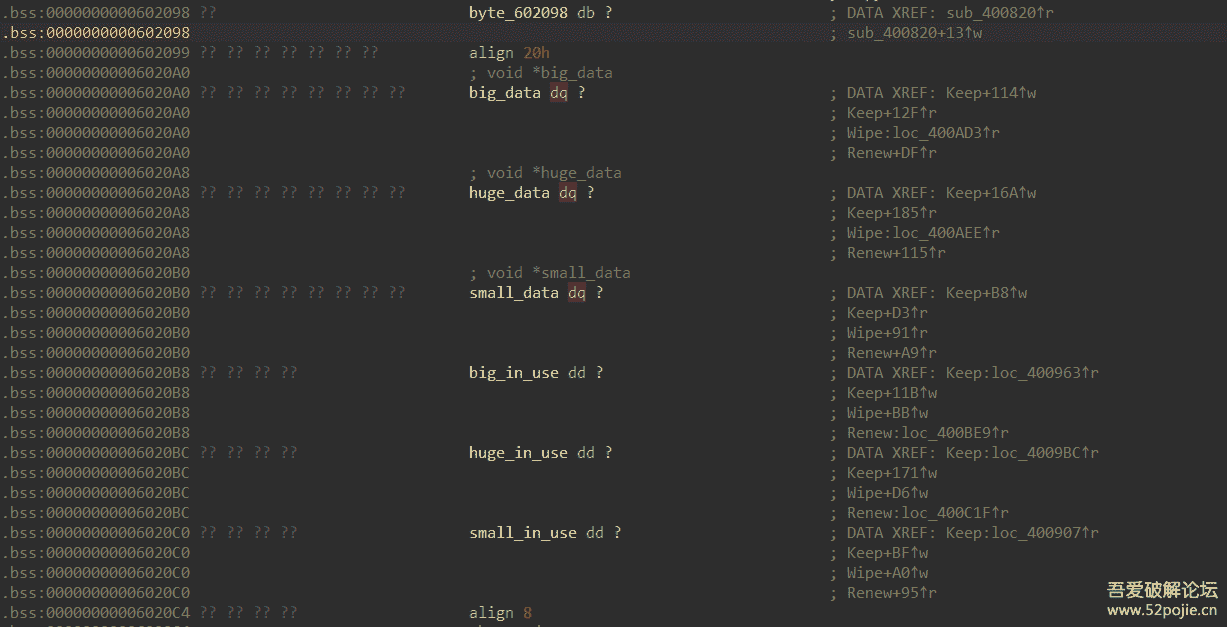 .bss:0000000000602098 ?? byte_602098 db ? ; DATA XREF: sub_400820↑r
.bss:0000000000602098 ; sub_400820+13↑w
.bss:0000000000602099 ?? ?? ?? ?? ?? ?? ?? align 20h
.bss:00000000006020A0 ; void *big_data
.bss:00000000006020A0 ?? ?? ?? ?? ?? ?? ?? ?? big_data dq ? ; DATA XREF: Keep+114↑w
.bss:00000000006020A0 ; Keep+12F↑r
.bss:00000000006020A0 ; Wipe:loc_400AD3↑r
.bss:00000000006020A0 ; Renew+DF↑r
.bss:00000000006020A8 ; void *huge_data
.bss:00000000006020A8 ?? ?? ?? ?? ?? ?? ?? ?? huge_data dq ? ; DATA XREF: Keep+16A↑w
.bss:00000000006020A8 ; Keep+185↑r
.bss:00000000006020A8 ; Wipe:loc_400AEE↑r
.bss:00000000006020A8 ; Renew+115↑r
.bss:00000000006020B0 ; void *small_data
.bss:00000000006020B0 ?? ?? ?? ?? ?? ?? ?? ?? small_data dq ? ; DATA XREF: Keep+B8↑w
.bss:00000000006020B0 ; Keep+D3↑r
.bss:00000000006020B0 ; Wipe+91↑r
.bss:00000000006020B0 ; Renew+A9↑r
.bss:00000000006020B8 ?? ?? ?? ?? big_in_use dd ? ; DATA XREF: Keep:loc_400963↑r
.bss:00000000006020B8 ; Keep+11B↑w
.bss:00000000006020B8 ; Wipe+BB↑w
.bss:00000000006020B8 ; Renew:loc_400BE9↑r
.bss:00000000006020BC ?? ?? ?? ?? huge_in_use dd ? ; DATA XREF: Keep:loc_4009BC↑r
.bss:00000000006020BC ; Keep+171↑w
.bss:00000000006020BC ; Wipe+D6↑w
.bss:00000000006020BC ; Renew:loc_400C1F↑r
.bss:00000000006020C0 ?? ?? ?? ?? small_in_use dd ? ; DATA XREF: Keep:loc_400907↑r
.bss:00000000006020C0 ; Keep+BF↑w
.bss:00000000006020C0 ; Wipe+A0↑w
.bss:00000000006020C0 ; Renew+95↑r
.bss:00000000006020C4 ?? ?? ?? ?? align 8
吾爱破解论坛
www.52pojie.cn